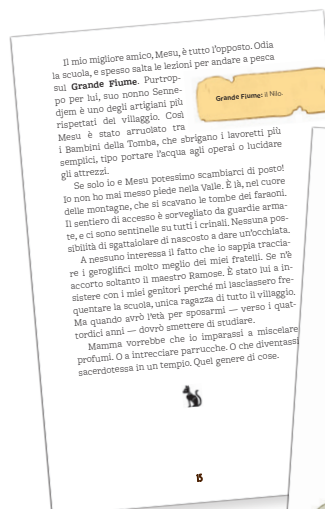 Il mio migliore amico, Mesu, è tutto l'opposto. Odia
la scuola, e spesso salta le lezioni per andare a pesca
sul Grande Fiume. Purtrop-
po per lui, suo nonno Senne-
djem è uno degli artigiani più
rispettati del villaggio. Così
Mesu è stato arruolato tra
i Bambini della Tomba, che sbrigano i lavoretti più
semplici, tipo portare l'acqua agli operai o lucidare
gli attrezzi.
Grande Fiume: il Nilo.
Se solo io e Mesu potessimo scambiarci di posto!
Io non ho mai messo piede nella Valle. È là, nel cuore
delle montagne, che si scavano le tombe dei faraoni.
Il sentiero di accesso è sorvegliato da guardie arma-
te, e ci sono sentinelle su tutti i crinali. Nessuna pos-
sibilità di sgattaiolare di nascosto a dare un'occhiata.
A nessuno interessa il fatto che io sappia traccia-
re i geroglifici molto meglio dei miei fratelli. Se n'è
accorto soltanto il maestro Ramose. È stato lui a in-
sistere con i miei genitori perché mi lasciassero fre-
quentare la scuola, unica ragazza di tutto il villaggio.
Ma quando avrò l'età per sposarmi — verso i quat-
tordici anni — dovrò smettere di studiare.
Mamma vorrebbe che io imparassi a miscelare
profumi. O a intrecciare parrucche. O che diventassi
sacerdotessa in un tempio. Quel genere di cose.
13